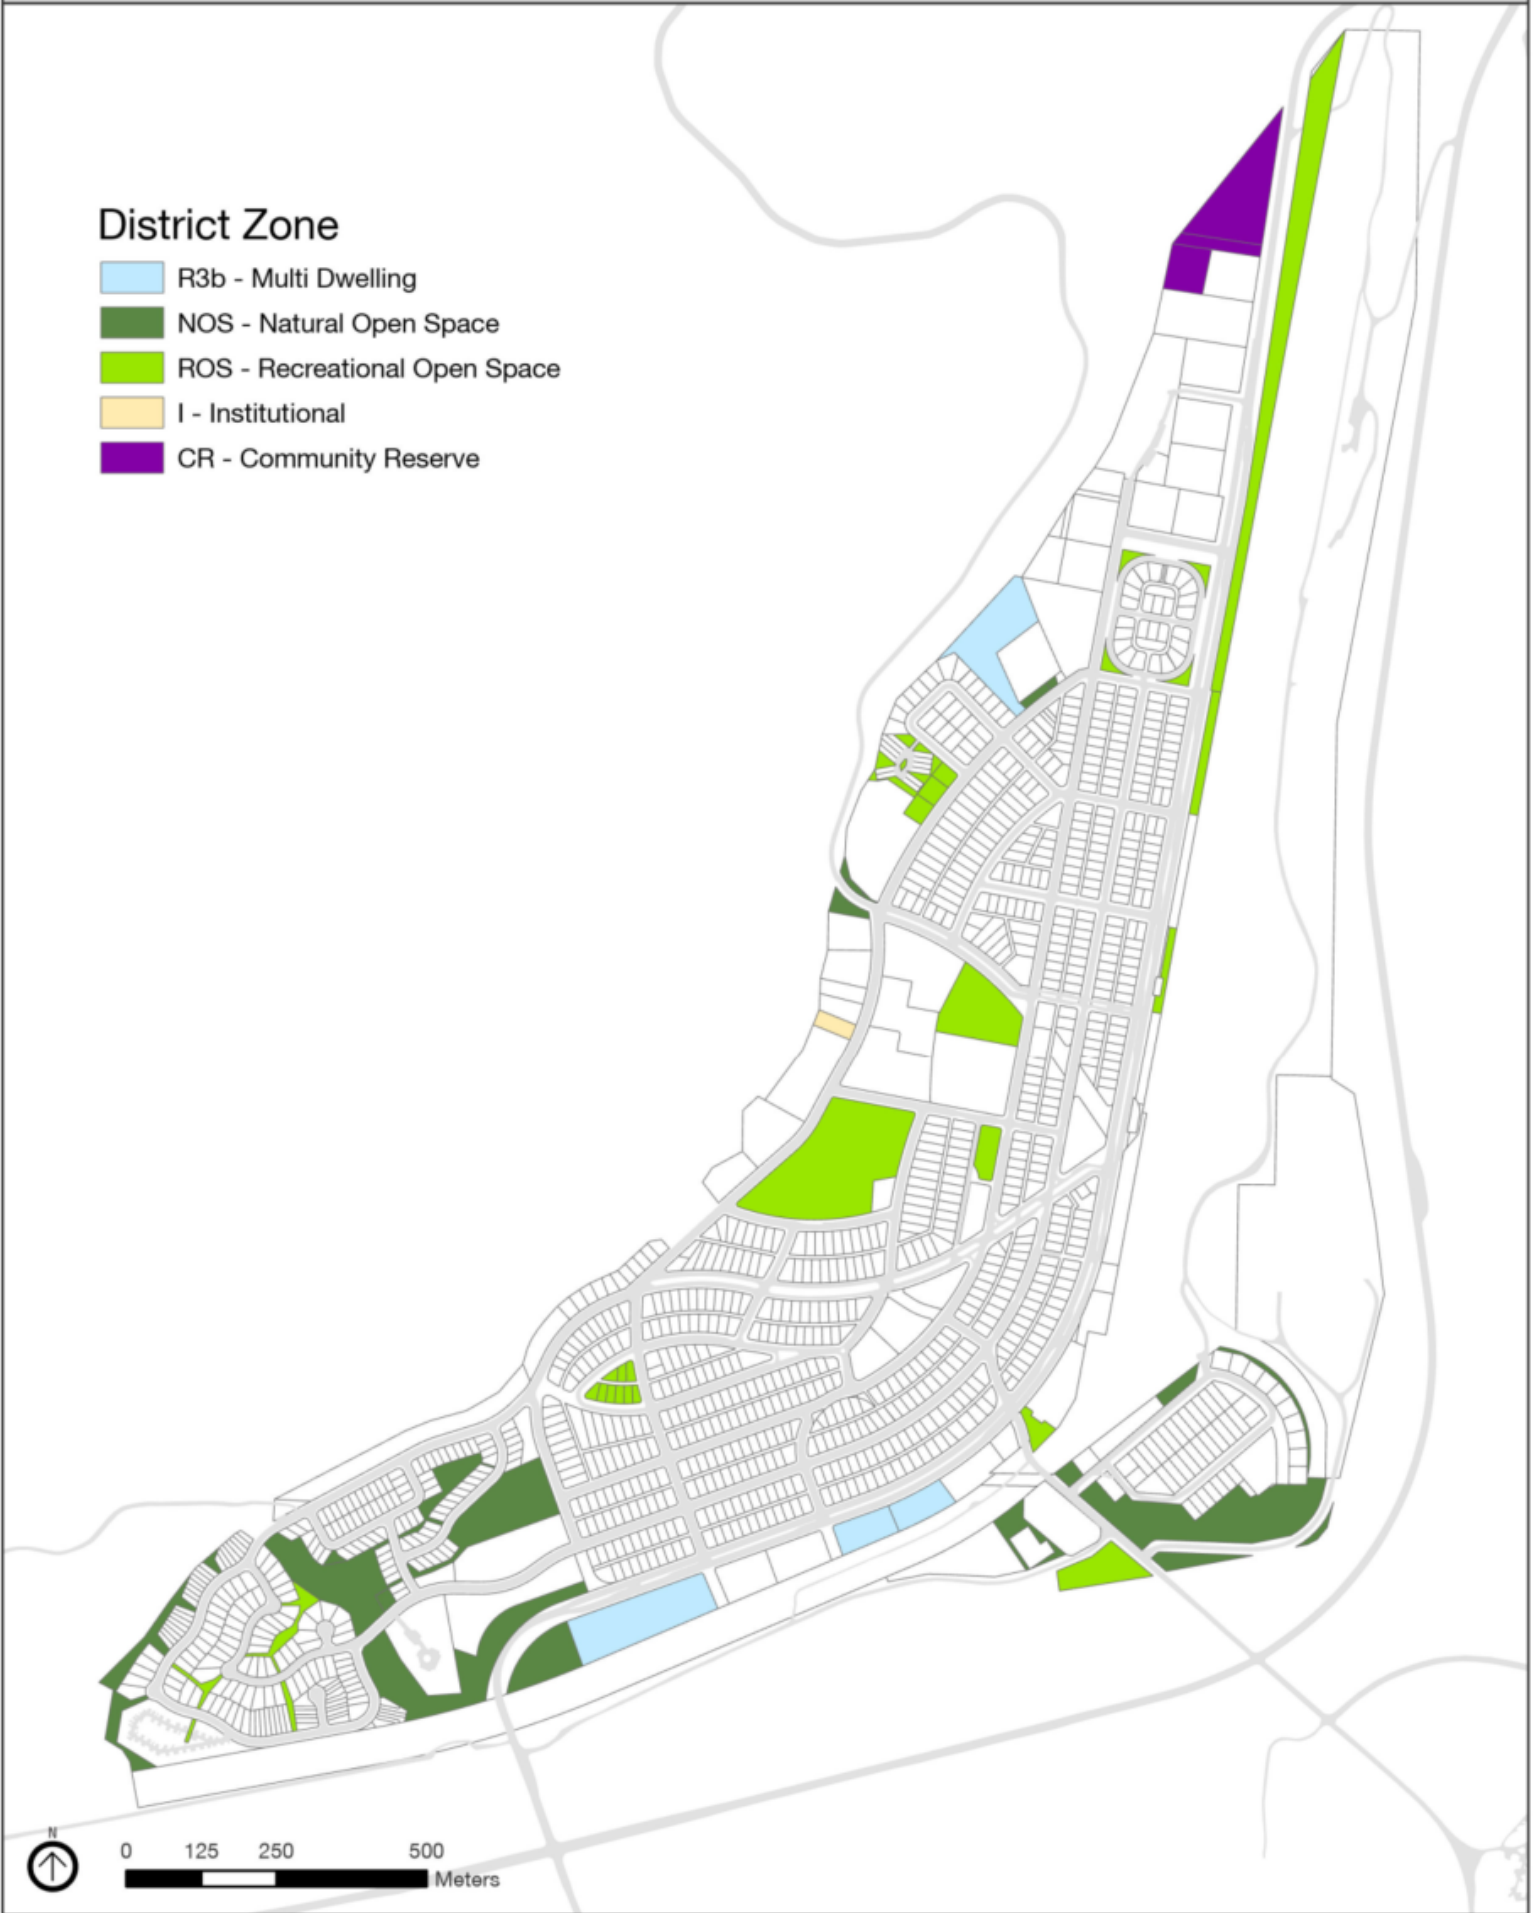 District Zone
R3b - Multi Dwelling
NOS - Natural Open Space
ROS - Recreational Open Space
I - Institutional
CR - Community Reserve
N
0 125 250 500
Meters